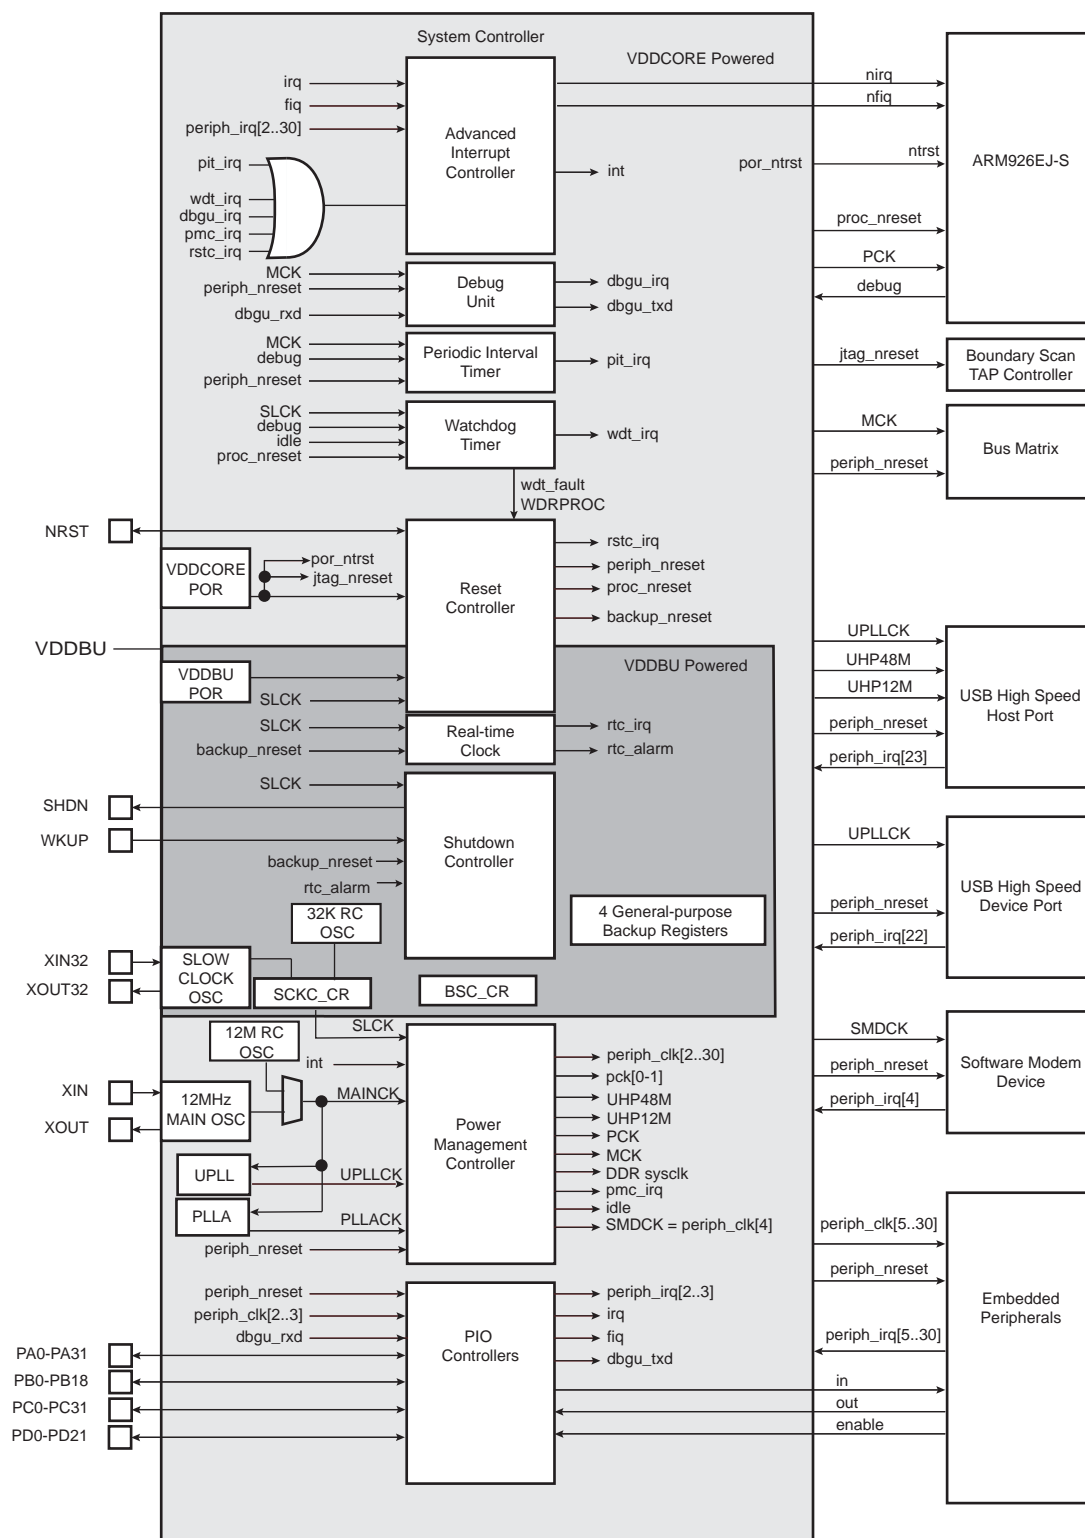 System Controller
VDDCORE Powered
irq
fiq
periph_irq[2..30]
pit_irq
wdt_irq
dbgu_irq
pmc_irq
rstc_irq
Advanced
Interrupt
Controller
int
por_ntrst
nirq
nfiq
ntrst
proc_nreset
PCK
debug
ARM926EJ-S
MCK
periph_nreset
dbgu_rxd
Debug
Unit
dbgu_irq
dbgu_txd
MCK
debug
periph_nreset
Periodic Interval
Timer
pit_irq
jtag_nreset
Boundary Scan
TAP Controller
SLCK
debug
idle
proc_nreset
Watchdog
Timer
wdt_irq
MCK
periph_nreset
Bus Matrix
wdt_fault
WDRPROC
NRST
VDDCORE
POR
por_ntrst
jtag_nreset
Reset
Controller
rstc_irq
periph_nreset
proc_nreset
backup_nreset
VDDBU
VDDBU Powered
VDDBU
POR
SLCK
UPLLCK
UHP48M
UHP12M
periph_nreset
periph_irq[23]
USB High Speed
Host Port
SLCK
backup_nreset
Real-time
Clock
rtc_irq
rtc_alarm
SLCK
SHDN
WKUP
backup_nreset
rtc_alarm
Shutdown
Controller
UPLLCK
periph_nreset
periph_irq[22]
USB High Speed
Device Port
32K RC
OSC
4 General-purpose
Backup Registers
XIN32
XOUT32
SLOW
CLOCK
OSC
SCKC_CR
BSC_CR
12M RC
OSC
SLCK
int
XIN
XOUT
12MHz
MAIN OSC
MAINCK
UPLL
UPLLCK
PLLA
PLLACK
periph_nreset
Power
Management
Controller
periph_clk[2..30]
pck[0-1]
UHP48M
UHP12M
PCK
MCK
DDR sysclk
pmc_irq
idle
SMDCK = periph_clk[4]
SMDCK
periph_nreset
periph_irq[4]
Software Modem
Device
periph_nreset
periph_clk[2..3]
dbgu_rxd
PA0-PA31
PB0-PB18
PC0-PC31
PD0-PD21
PIO
Controllers
periph_irq[2..3]
irq
fiq
dbgu_txd
periph_clk[5..30]
periph_nreset
periph_irq[5..30]
in
out
enable
Embedded
Peripherals